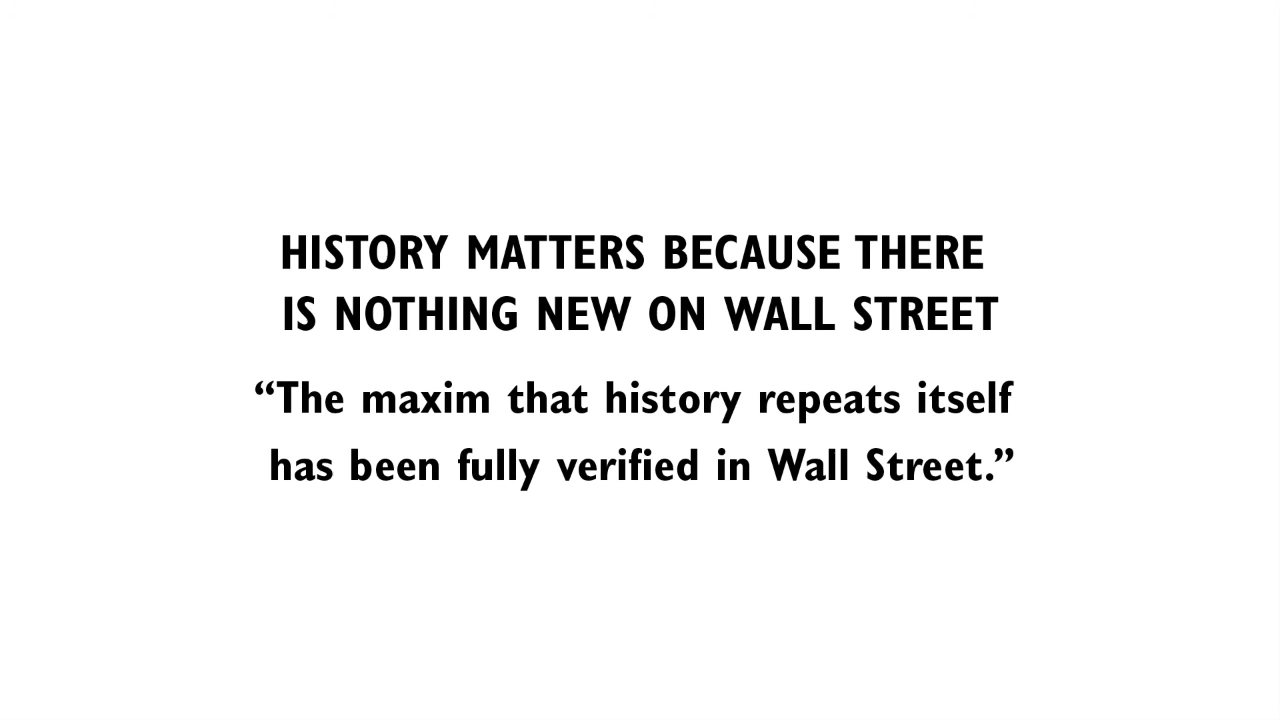 HISTORY MATTERS BECAUSE THERE
IS NOTHING NEW ON WALL STREET
“The maxim that history repeats itself
has been fully verified in Wall Street.”